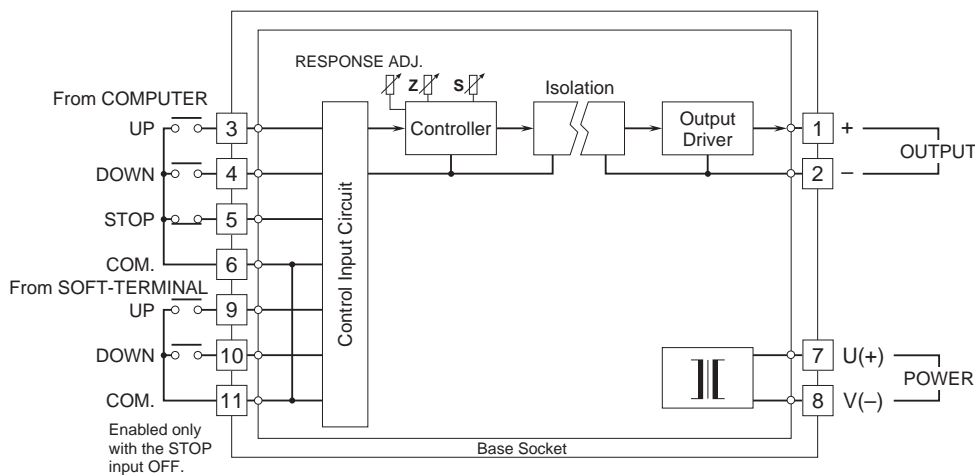 RESPONSE ADJ.
Z
S
Isolation
From COMPUTER
UP
3
Controller
Output
Driver
1
+
OUTPUT
DOWN
4
2
–
STOP
5
COM.
6
Control Input Circuit
From SOFT-TERMINAL
UP
9
DOWN
10
7
U(+)
POWER
COM.
11
8
V(–)
Enabled only
with the STOP
input OFF.
Base Socket